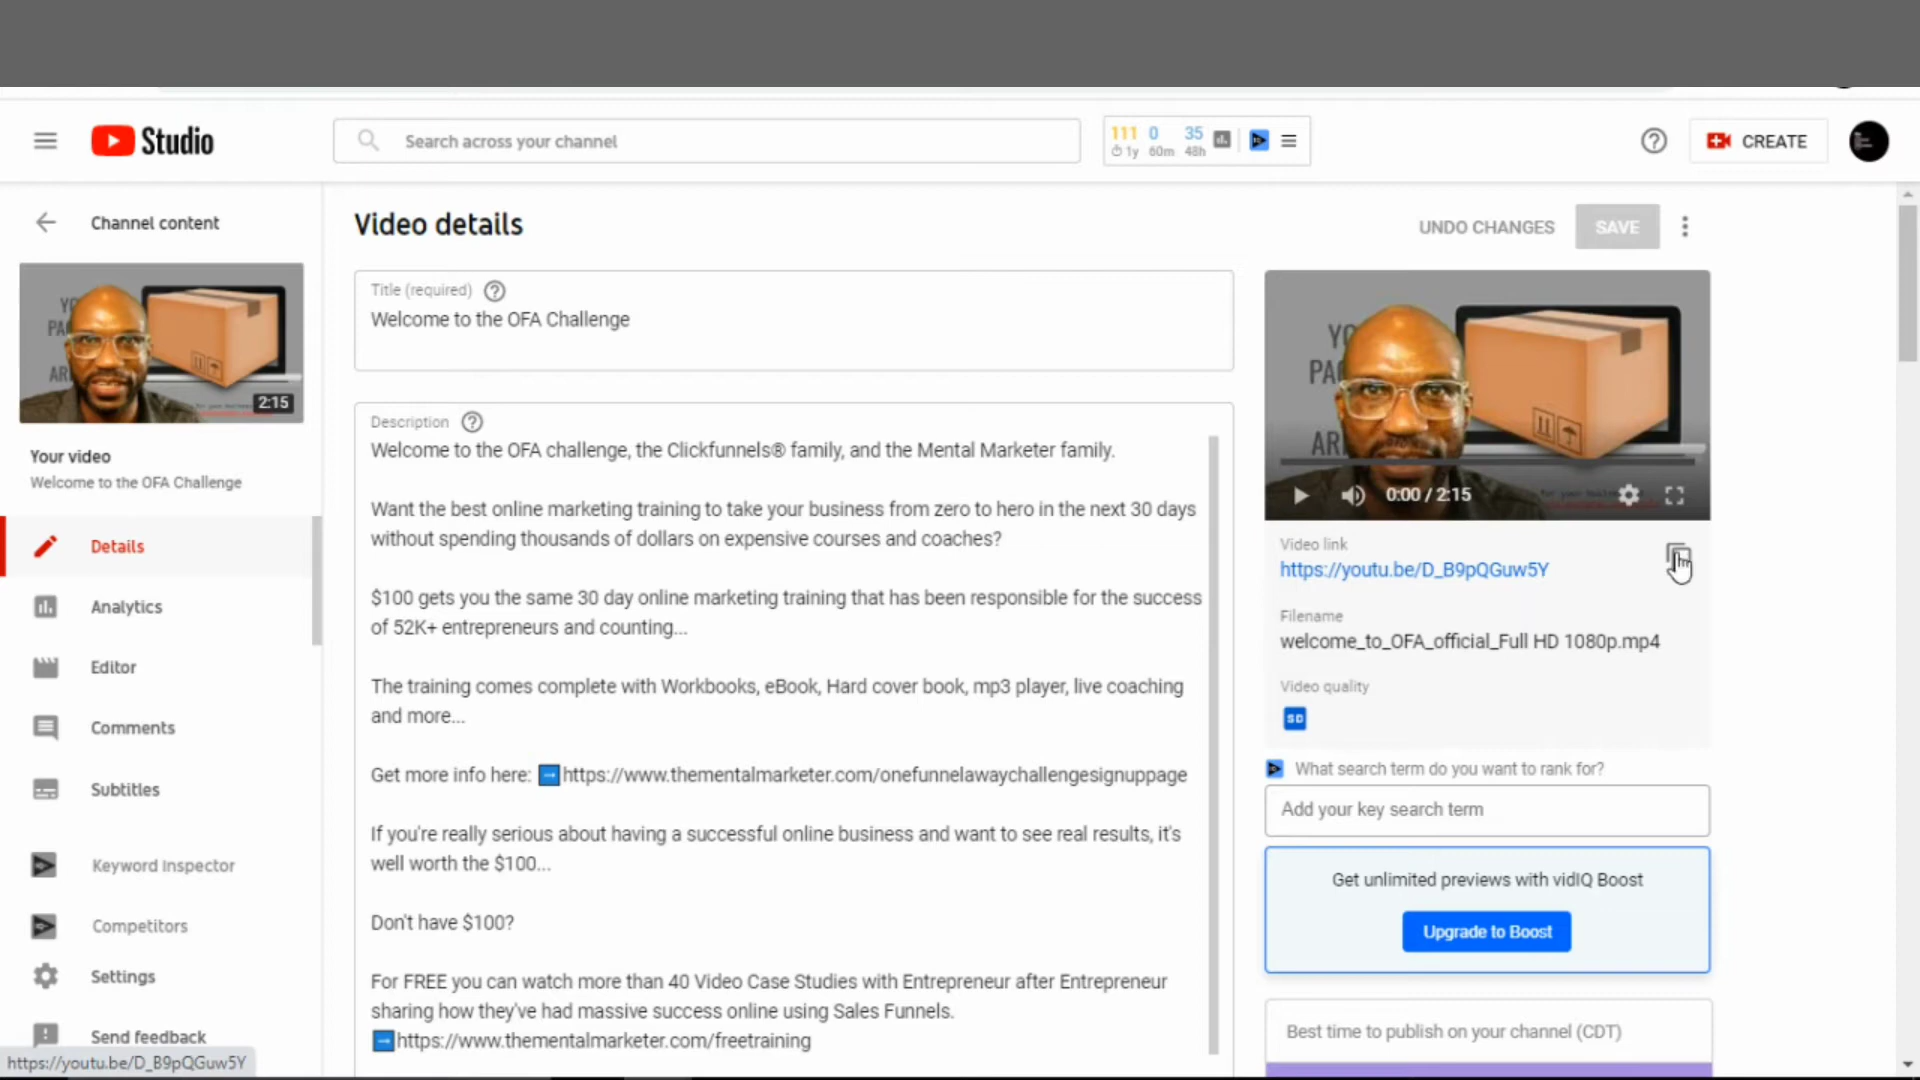 Studio
Search across your channel
111 0 35
1y 60m 48h
CREATE
Channel content
Video details
UNDO CHANGES
SAVE
2:15
Your video
Welcome to the OFA Challenge
Details
Analytics
Editor
Comments
Subtitles
Keyword Inspector
Competitors
Settings
Send feedback
https://youtu.be/D_B9pQGuw5Y
Title (required)
Welcome to the OFA Challenge
Description
Welcome to the OFA challenge, the Clickfunnels® family, and the Mental Marketer family.
Want the best online marketing training to take your business from zero to hero in the next 30 days
without spending thousands of dollars on expensive courses and coaches?
$100 gets you the same 30 day online marketing training that has been responsible for the success
of 52K+ entrepreneurs and counting...
The training comes complete with Workbooks, eBook, Hard cover book, mp3 player, live coaching
and more...
Get more info here: ➡https://www.thementalmarketer.com/onefunnelawaychallengesignuppage
If you're really serious about having a successful online business and want to see real results, it's
well worth the $100...
Don't have $100?
For FREE you can watch more than 40 Video Case Studies with Entrepreneur after Entrepreneur
sharing how they've had massive success online using Sales Funnels.
➡https://www.thementalmarketer.com/freetraining
0:00 / 2:15
Video link
https://youtu.be/D_B9pQGuw5Y
Filename
welcome_to_OFA_official_Full HD 1080p.mp4
Video quality
SD
What search term do you want to rank for?
Add your key search term
Get unlimited previews with vidIQ Boost
Upgrade to Boost
Best time to publish on your channel (CDT)